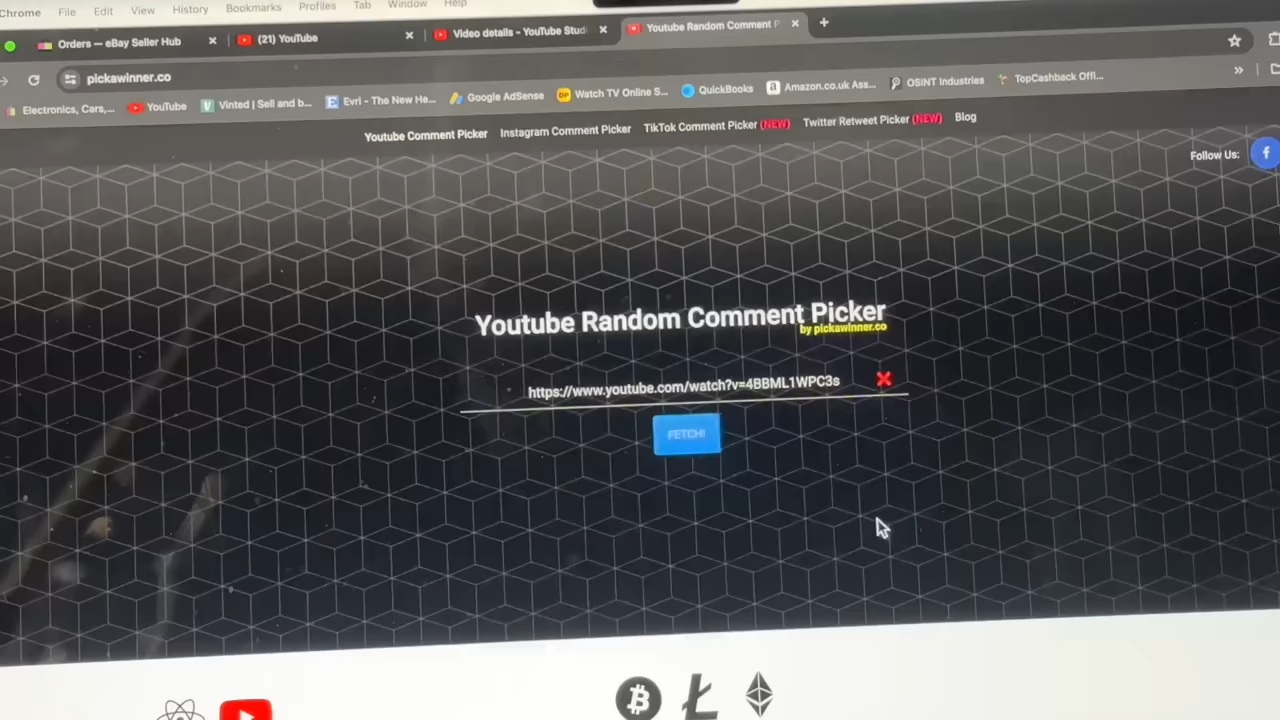 Chrome File Edit View History Bookmarks Profiles Tab Window Help
Orders — eBay Seller Hub (21) YouTube Video details - YouTube Studi Youtube Random Comment P
pickawinner.co
Electronics, Cars,... YouTube Vinted | Sell and b... Evri - The New He... Google AdSense Watch TV Online S... QuickBooks Amazon.co.uk Ass... OSINT Industries TopCashback Offi...
Youtube Comment Picker Instagram Comment Picker TikTok Comment Picker (NEW) Twitter Retweet Picker (NEW) Blog
Follow Us:
Youtube Random Comment Picker
by pickawinner.co
https://www.youtube.com/watch?v=4BBML1WPC3s
FETCH!